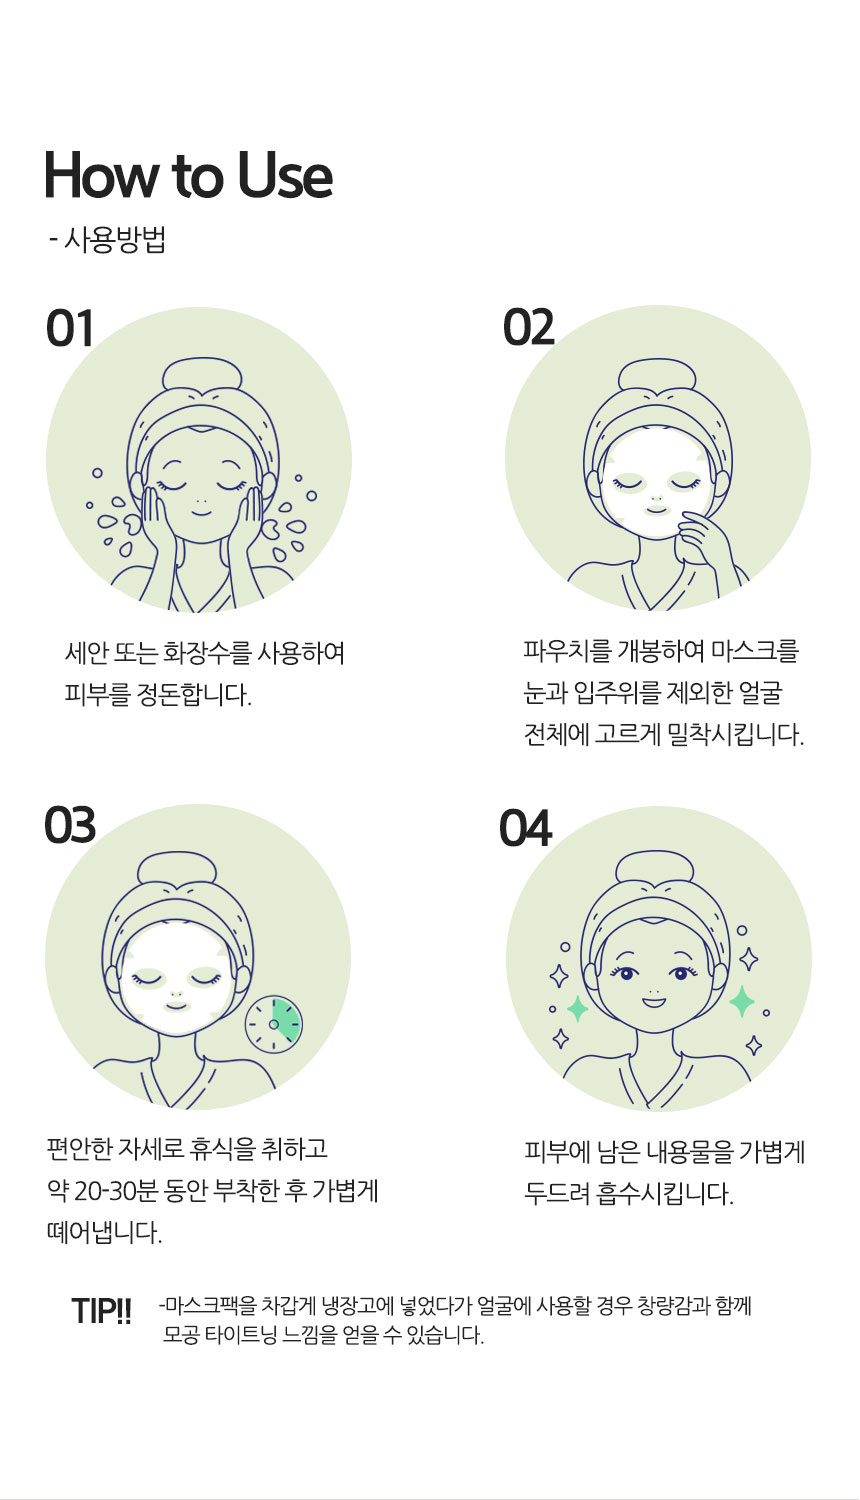 How to Use
- 사용방법
01
세안 또는 화장수를 사용하여
피부를 정돈합니다.
02
파우치를 개봉하여 마스크를
눈과 입주위를 제외한 얼굴
전체에 고르게 밀착시킵니다.
03
편안한 자세로 휴식을 취하고
약 20-30분 동안 부착한 후 가볍게
떼어냅니다.
04
피부에 남은 내용물을 가볍게
두드려 흡수시킵니다.
TIP!!
-마스크팩을 차갑게 냉장고에 넣었다가 얼굴에 사용할 경우 창량감과 함께
모공 타이트닝 느낌을 얻을 수 있습니다.